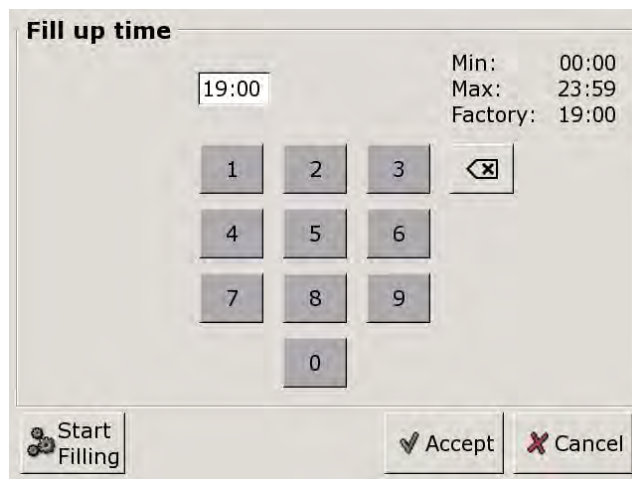 Fill up time
19:00
Min: 00:00
Max: 23:59
Factory: 19:00
1 2 3
4 5 6
7 8 9
0
Start
Filling
Accept
Cancel